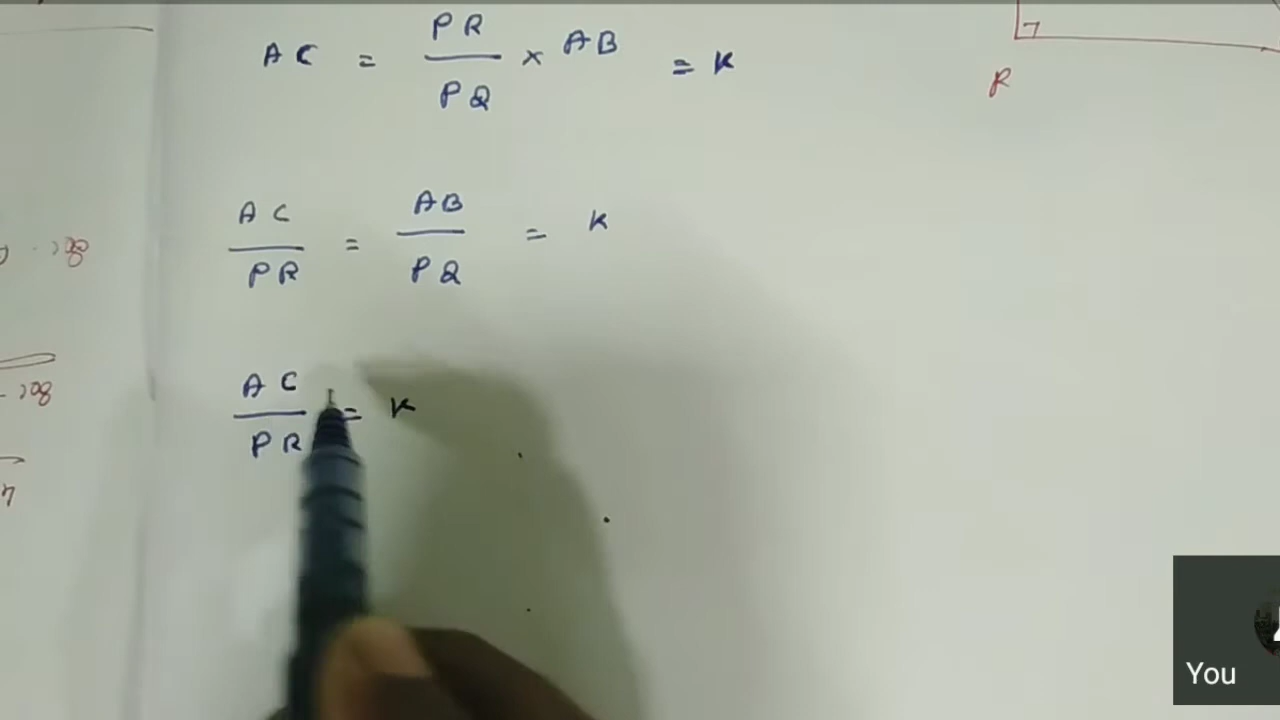 AC = PR / PQ × AB = K
R
AC / PR = AB / PQ = K
AC / PR = K
You